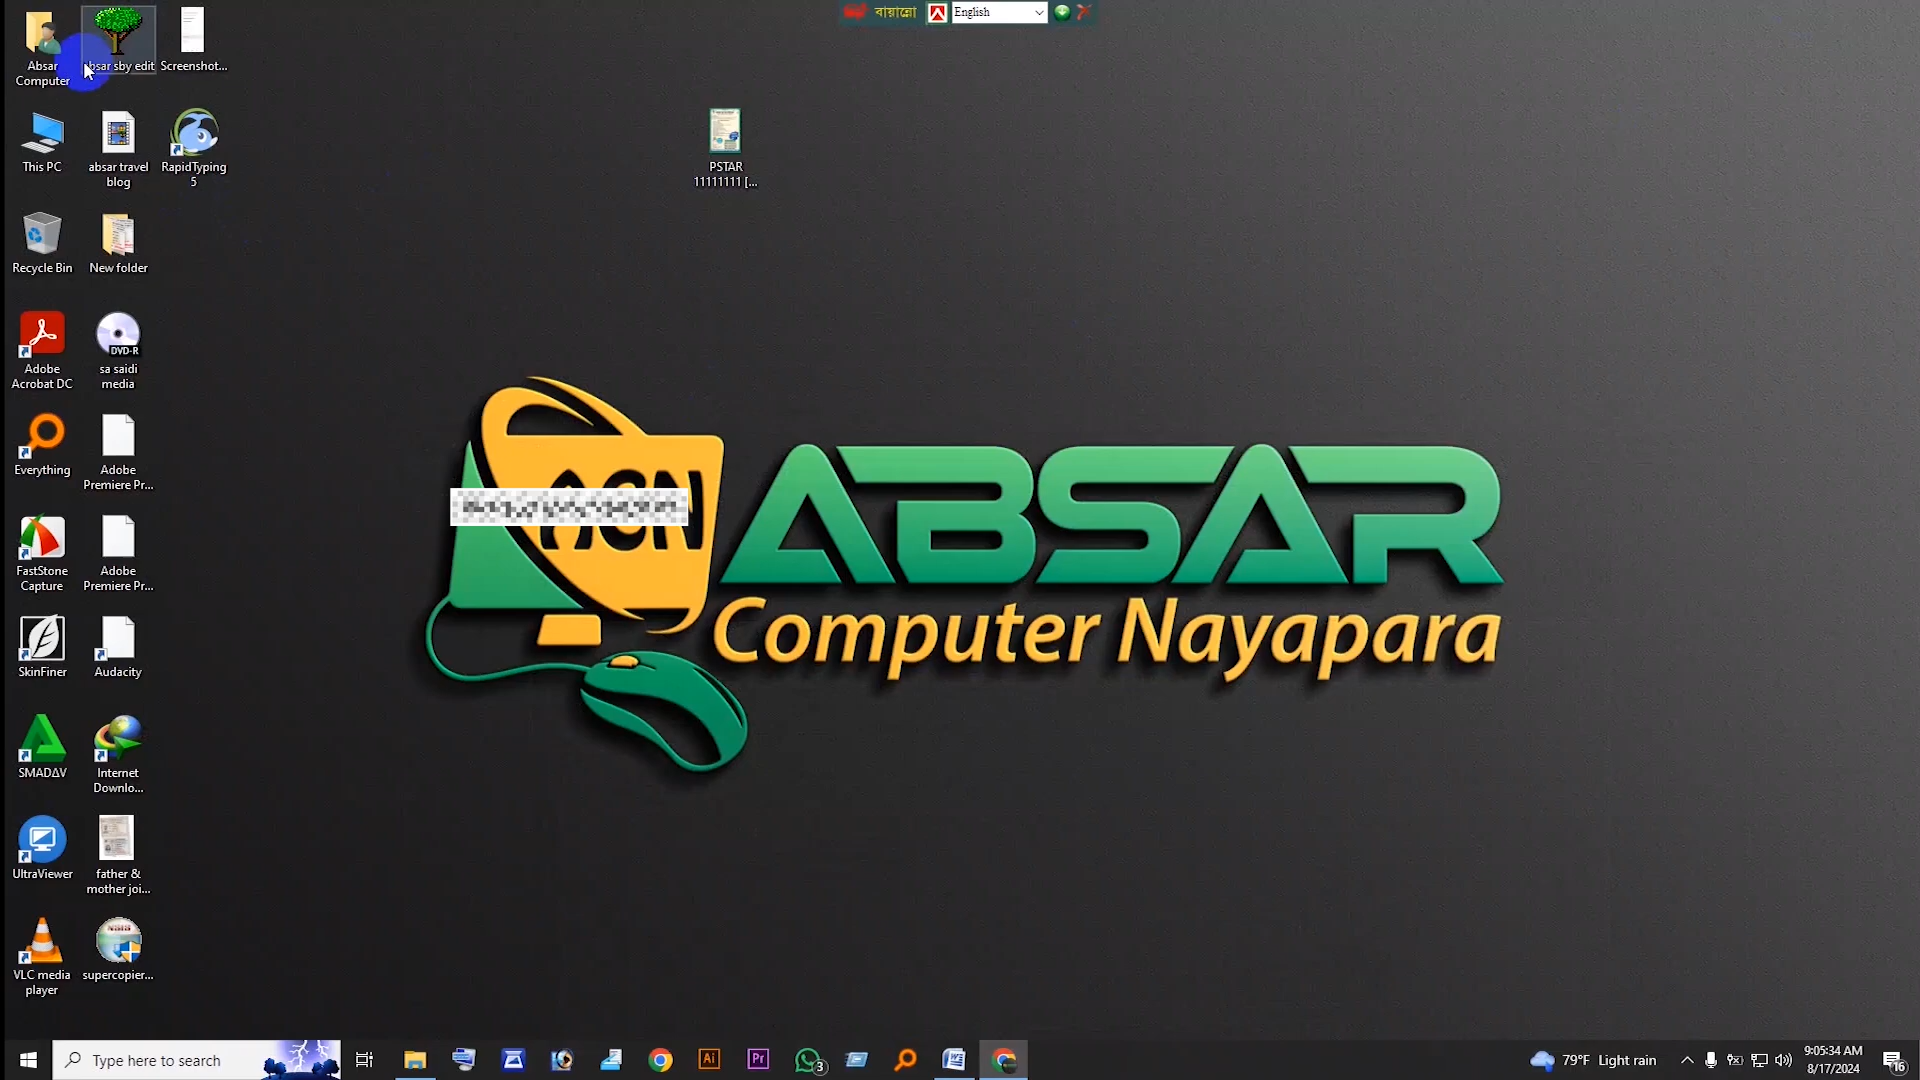 বায়ান্নো
English
Absar
Computer
absar sby edit
Screenshot...
This PC
absar travel
blog
RapidTyping
5
PSTAR
11111111 [...
Recycle Bin
New folder
Adobe
Acrobat DC
DVD-R
sa saidi
media
Everything
Adobe
Premiere Pr...
FastStone
Capture
Adobe
Premiere Pr...
SkinFiner
Audacity
SMADΔV
Internet
Downlo...
UltraViewer
father &
mother joi...
VLC media
player
supercopier...
ACN
ABSAR
Computer Nayapara
Type here to search
Ai
Pr
3
79°F Light rain
9:05:34 AM
8/17/2024
16